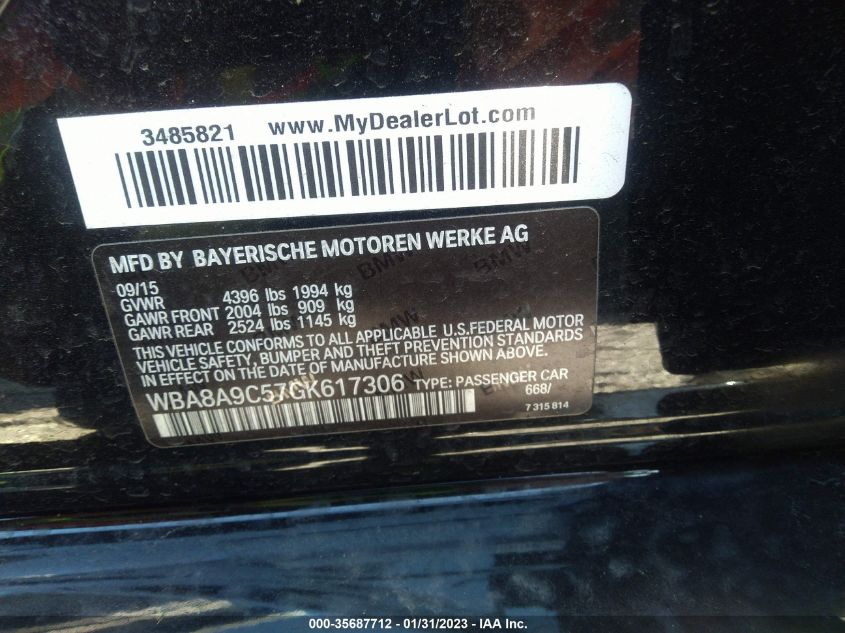 3485821 www.MyDealerLot.com
MFD BY BAYERISCHE MOTOREN WERKE AG
09/15
GVWR 4396 lbs 1994 kg
GAWR FRONT 2004 lbs 909 kg
GAWR REAR 2524 lbs 1145 kg
THIS VEHICLE CONFORMS TO ALL APPLICABLE U.S.FEDERAL MOTOR
VEHICLE SAFETY, BUMPER AND THEFT PREVENTION STANDARDS
IN EFFECT ON THE DATE OF MANUFACTURE SHOWN ABOVE.
WBA8A9C57GK617306 TYPE: PASSENGER CAR
668/
7 315 814
000-35687712 - 01/31/2023 - IAA Inc.